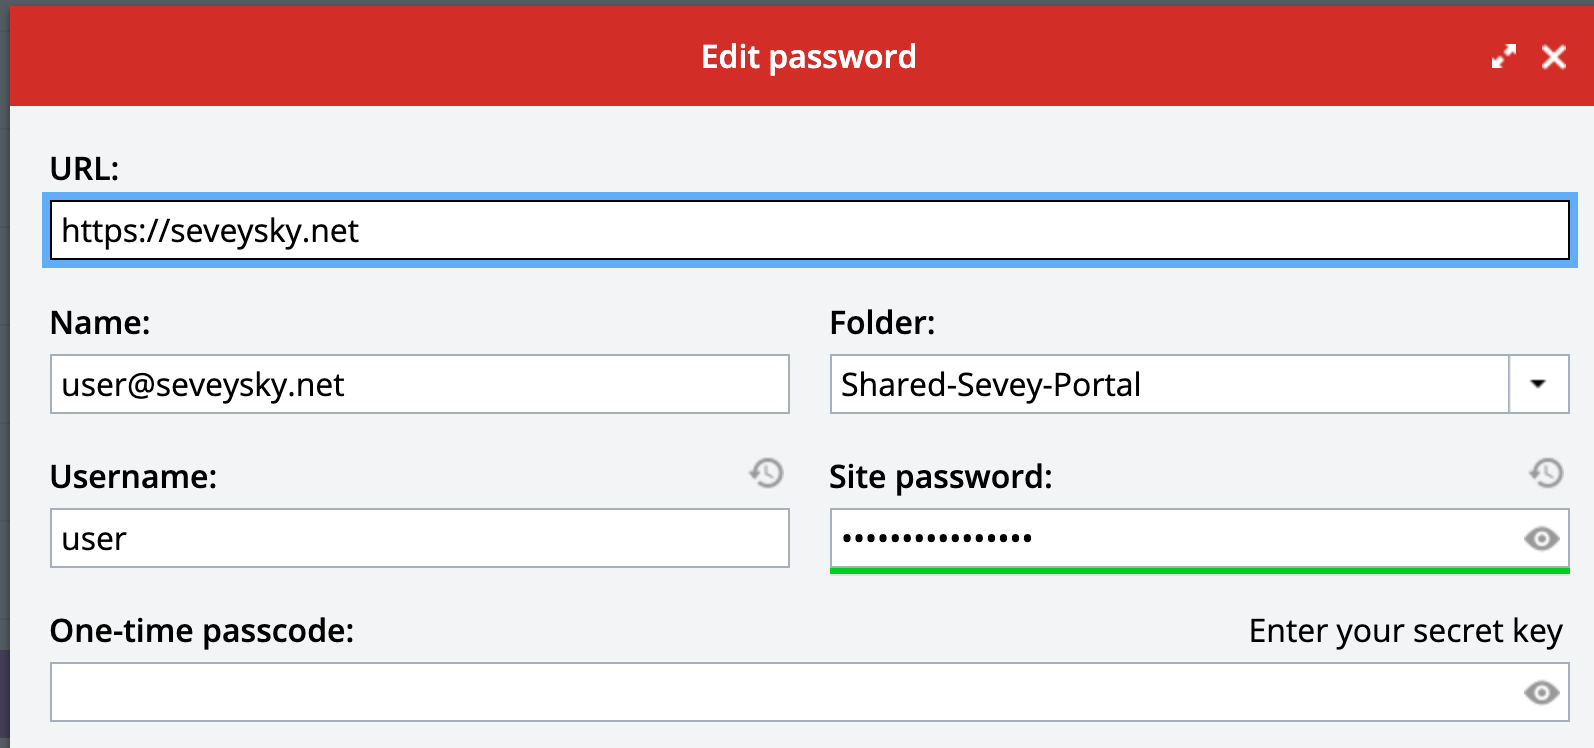 Edit password
URL:
https://seveysky.net
Name:
Folder:
user@seveysky.net
Shared-Sevey-Portal
Username:
Site password:
user
••••••••••••••••
One-time passcode:
Enter your secret key